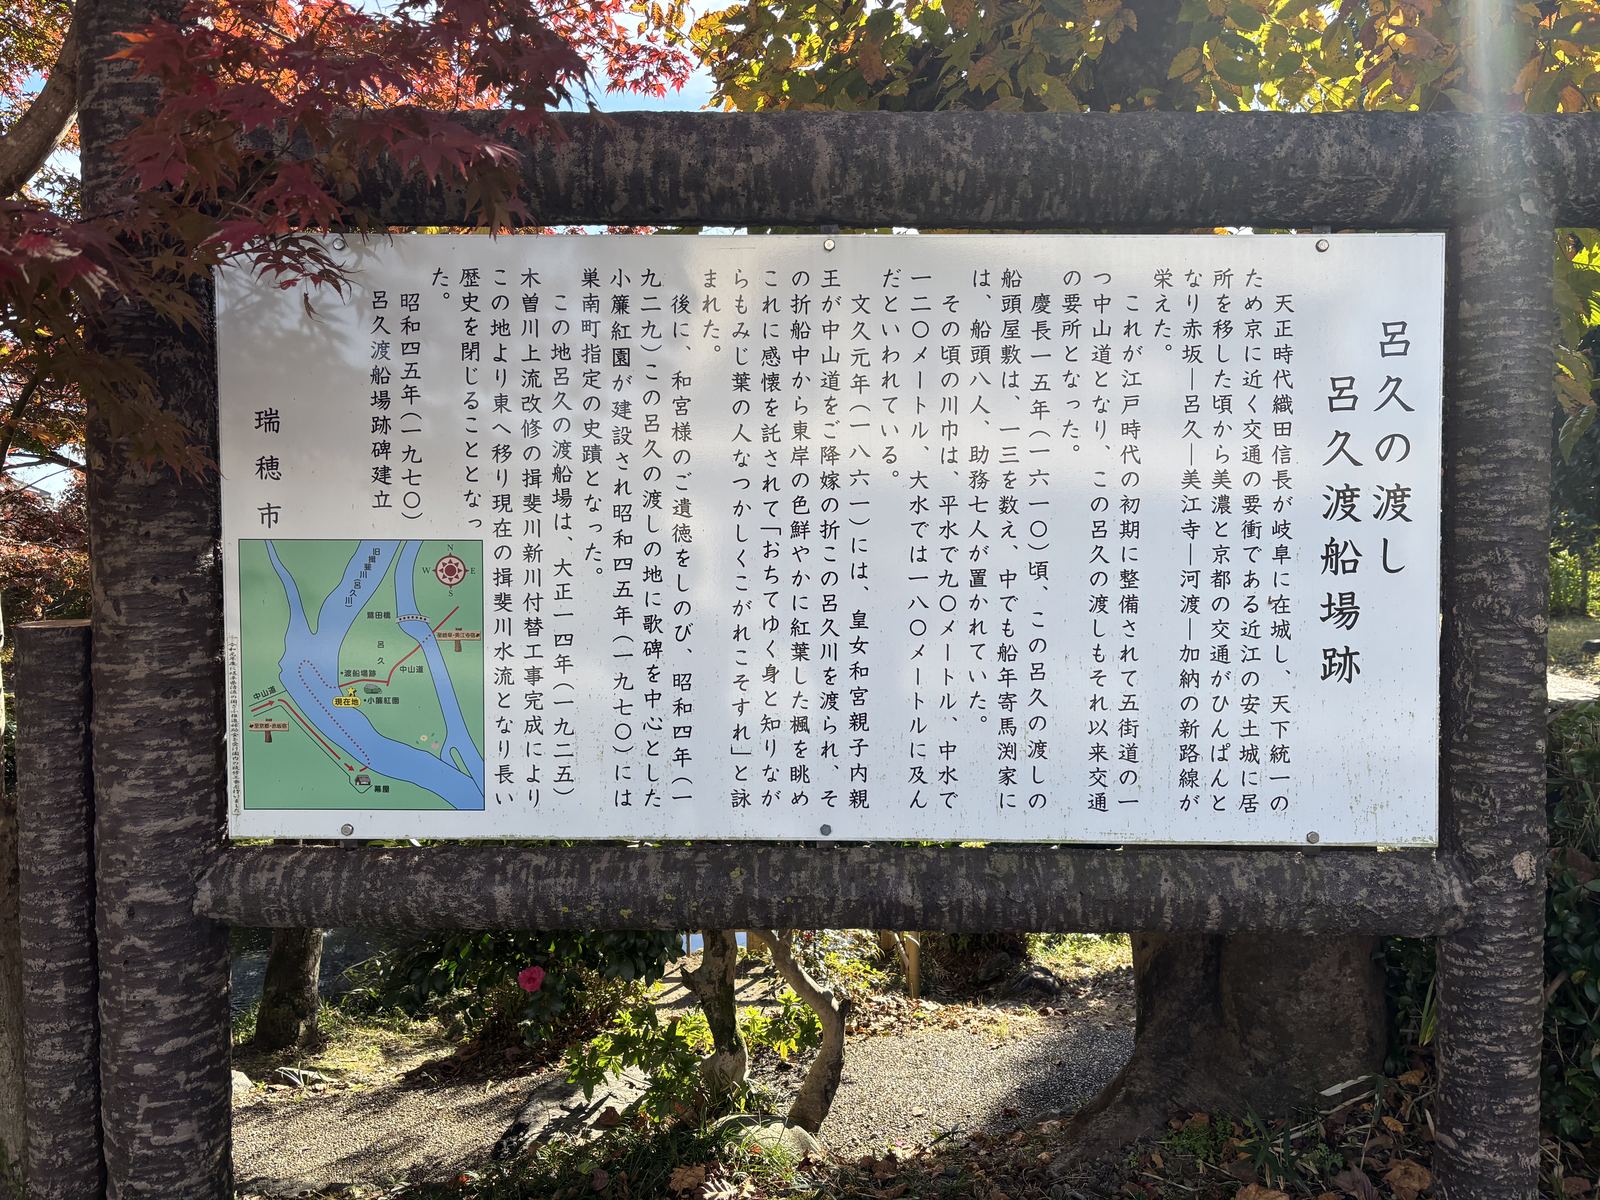 呂久の渡し
呂久渡船場跡
天正時代織田信長が岐阜に在城し、天下統一の
ため京に近く交通の要衝である近江の安土城に居
所を移した頃から美濃と京都の交通がひんぱんと
なり赤坂―呂久―美江寺―河渡―加納の新路線が
栄えた。
これが江戸時代の初期に整備されて五街道の一
つ中山道となり、この呂久の渡しもそれ以来交通
の要所となった。
慶長一五年(一六一〇)頃、この呂久の渡しの
船頭屋敷は、一三を数え、中でも船年寄馬渕家に
は、船頭八人、助務七人が置かれていた。
その頃の川巾は、平水で九〇メートル、中水で
一二〇メートル、大水では一八〇メートルに及ん
だといわれている。
文久元年(一八六一)には、皇女和宮親子内親
王が中山道をご降嫁の折この呂久川を渡られ、そ
の折船中から東岸の色鮮やかに紅葉した楓を眺め
これに感懐を託されて「おちてゆく身と知りなが
らもみじ葉の人なつかしくこがれこそすれ」と詠
まれた。
後に、和宮様のご遺徳をしのび、昭和四年(一
九二九)この呂久の渡しの地に歌碑を中心とした
小簾紅園が建設され昭和四五年(一九七〇)には
巣南町指定の史蹟となった。
この地呂久の渡船場は、大正一四年(一九二五)
木曽川上流改修の揖斐川新川付替工事完成により
この地より東へ移り現在の揖斐川水流となり長い
歴史を閉じることとなっ
た。
昭和四五年(一九七〇)
呂久渡船場跡碑建立
瑞穂市
N
W
E
S
旧揖斐川(呂久川)
鷺田橋
呂久
至岐阜・美江寺宿
中山道
・渡船場跡
現在地
・小簾紅園
中山道
至京都・赤坂宿
幕屋